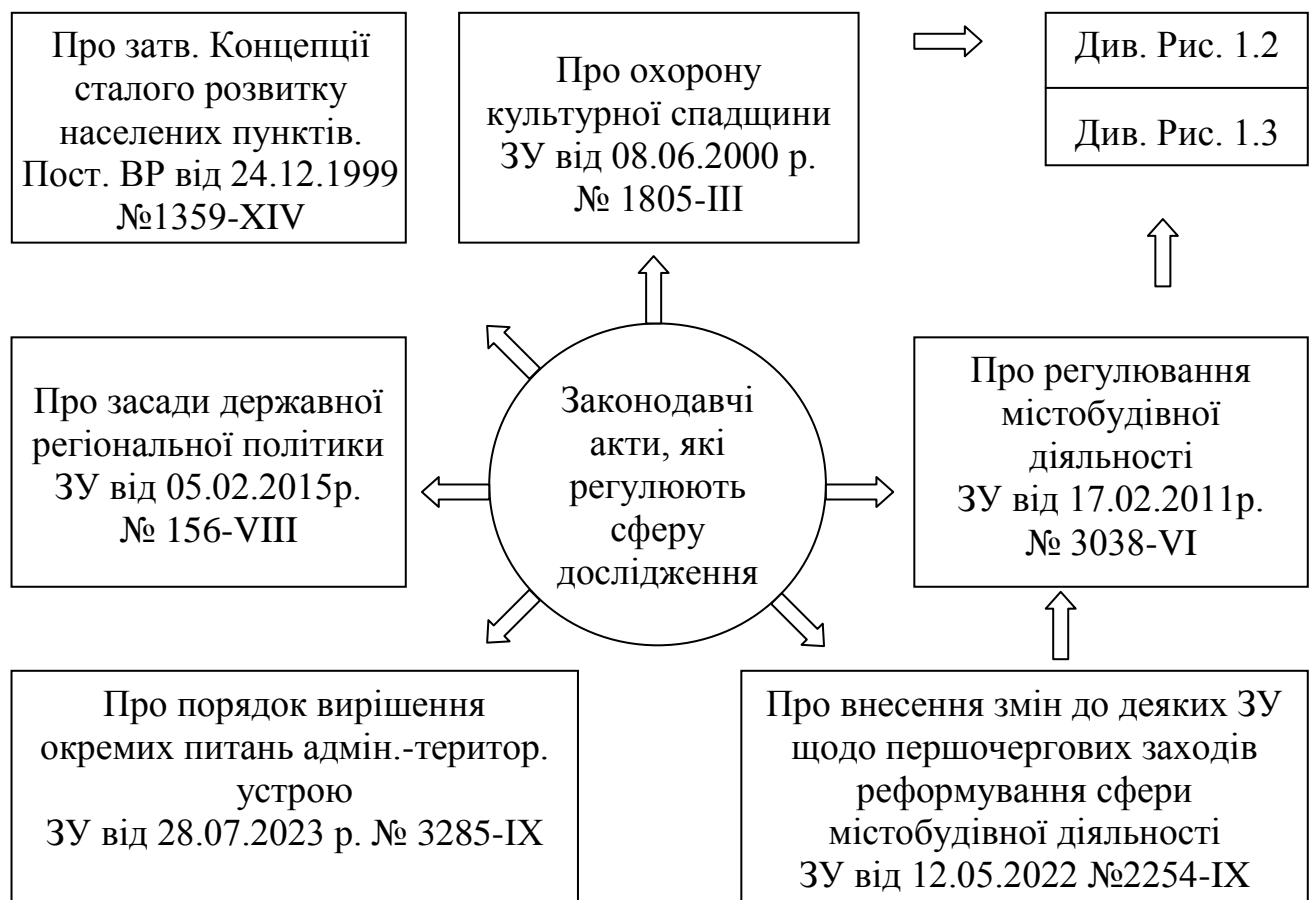 Про затв. Концепції
сталого розвитку
населених пунктів.
Пост. ВР від 24.12.1999
№1359-XIV
Про охорону
культурної спадщини
ЗУ від 08.06.2000 р.
№ 1805-III
Див. Рис. 1.2
Див. Рис. 1.3
Про засади державної
регіональної політики
ЗУ від 05.02.2015р.
№ 156-VIII
Законодавчі
акти, які
регулюють
сферу
дослідження
Про регулювання
містобудівної
діяльності
ЗУ від 17.02.2011р.
№ 3038-VI
Про порядок вирішення
окремих питань адмін.-територ.
устрою
ЗУ від 28.07.2023 р. № 3285-IX
Про внесення змін до деяких ЗУ
щодо першочергових заходів
реформування сфери
містобудівної діяльності
ЗУ від 12.05.2022 №2254-IX